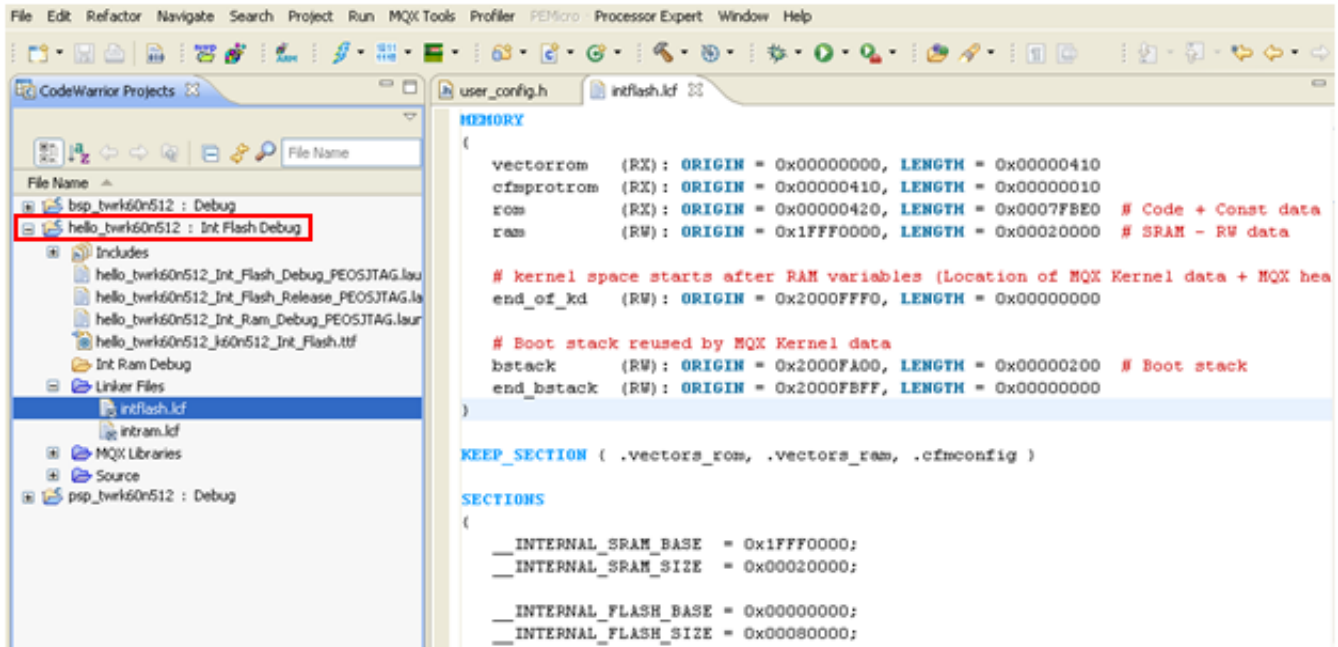 File Edit Refactor Navigate Search Project Run MQX Tools Profiler PEMicro Processor Expert Window Help
CodeWarrior Projects
File Name
File Name
bsp_twrk60n512 : Debug
hello_twrk60n512 : Int Flash Debug
Includes
hello_twrk60n512_Int_Flash_Debug_PEOSJTAG.lau
hello_twrk60n512_Int_Flash_Release_PEOSJTAG.la
hello_twrk60n512_Int_Ram_Debug_PEOSJTAG.laur
hello_twrk60n512_k60n512_Int_Flash.ttf
Int Ram Debug
Linker Files
intflash.lcf
intram.lcf
MQX Libraries
Source
psp_twrk60n512 : Debug
user_config.h intflash.lcf
MEMORY
{
vectorrom (RX): ORIGIN = 0x00000000, LENGTH = 0x00000410
cfmprotrom (RX): ORIGIN = 0x00000410, LENGTH = 0x00000010
rom (RX): ORIGIN = 0x00000420, LENGTH = 0x0007FBE0 # Code + Const data
ram (RW): ORIGIN = 0x1FFF0000, LENGTH = 0x00020000 # SRAM - RW data
# kernel space starts after RAM variables (Location of MQX Kernel data + MQX hea
end_of_kd (RW): ORIGIN = 0x2000FFF0, LENGTH = 0x00000000
# Boot stack reused by MQX Kernel data
bstack (RW): ORIGIN = 0x2000FA00, LENGTH = 0x00000200 # Boot stack
end_bstack (RW): ORIGIN = 0x2000FBFF, LENGTH = 0x00000000
}
KEEP_SECTION { .vectors_rom, .vectors_ram, .cfmconfig }
SECTIONS
{
__INTERNAL_SRAM_BASE = 0x1FFF0000;
__INTERNAL_SRAM_SIZE = 0x00020000;
__INTERNAL_FLASH_BASE = 0x00000000;
__INTERNAL_FLASH_SIZE = 0x00080000;